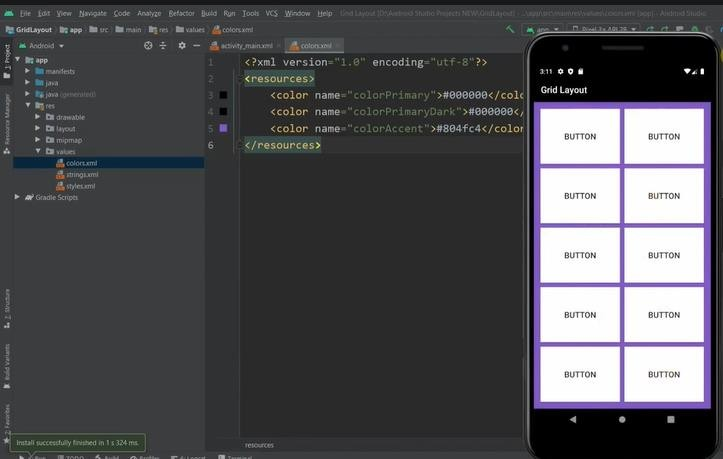 File Edit View Navigate Code Analyze Refactor Build Run Tools VCS Window Help Grid Layout [D:\Android Studio Projects NEW\GridLayout] - ...\app\src\main\res\values\colors.xml [app] - Android Studio
GridLayout app src main res values colors.xml app
Android
activity_main.xml colors.xml
1: Project
Resource Manager
Z: Structure
Build Variants
2: Favorites
app
manifests
java
java (generated)
res
drawable
layout
mipmap
values
colors.xml
strings.xml
styles.xml
Gradle Scripts
1 <?xml version="1.0" encoding="utf-8"?>
2 <resources>
3 <color name="colorPrimary">#000000</colo
4 <color name="colorPrimaryDark">#000000</
5 <color name="colorAccent">#804fc4</color
6 </resources>
resources
Install successfully finished in 1 s 324 ms.
Terminal
3:11
Grid Layout
BUTTON BUTTON
BUTTON BUTTON
BUTTON BUTTON
BUTTON BUTTON
BUTTON BUTTON